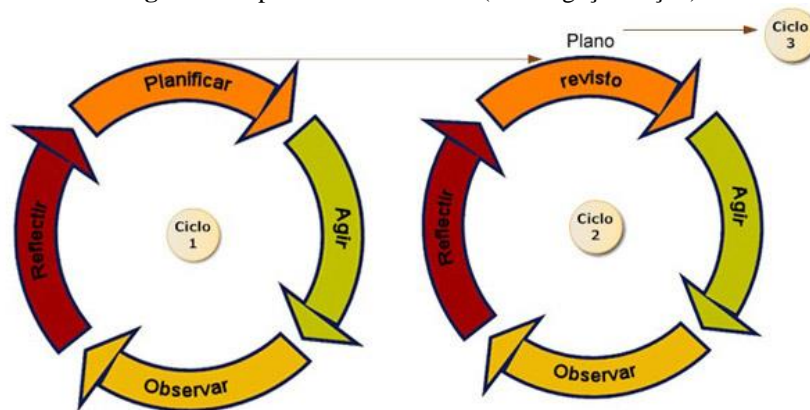 Planificar
Agir
Observar
Reflectir
Ciclo
1
Plano
revisto
Agir
Observar
Reflectir
Ciclo
2
Ciclo
3